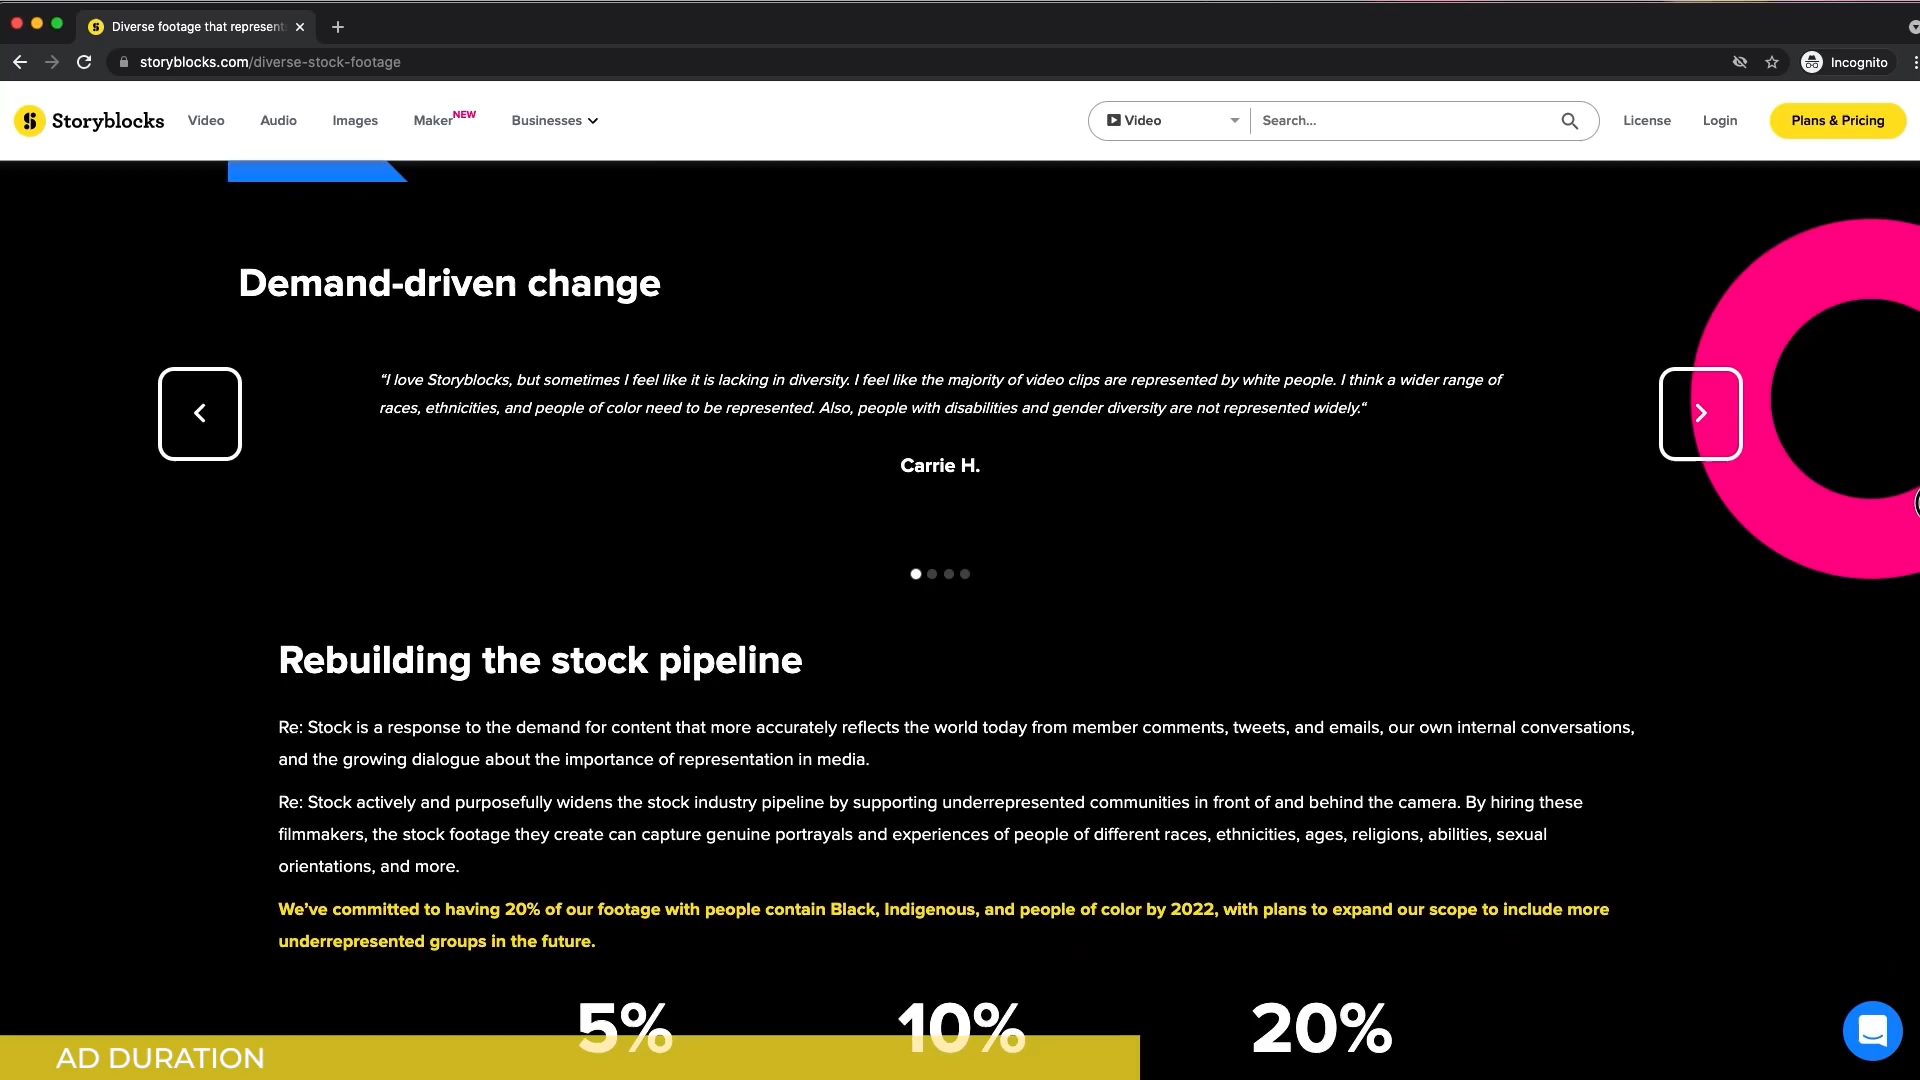 Diverse footage that represent
storyblocks.com/diverse-stock-footage
Incognito
Storyblocks
Video
Audio
Images
Maker NEW
Businesses
Video
Search...
License
Login
Plans & Pricing
Demand-driven change
“I love Storyblocks, but sometimes I feel like it is lacking in diversity. I feel like the majority of video clips are represented by white people. I think a wider range of
races, ethnicities, and people of color need to be represented. Also, people with disabilities and gender diversity are not represented widely.“
Carrie H.
Rebuilding the stock pipeline
Re: Stock is a response to the demand for content that more accurately reflects the world today from member comments, tweets, and emails, our own internal conversations,
and the growing dialogue about the importance of representation in media.
Re: Stock actively and purposefully widens the stock industry pipeline by supporting underrepresented communities in front of and behind the camera. By hiring these
filmmakers, the stock footage they create can capture genuine portrayals and experiences of people of different races, ethnicities, ages, religions, abilities, sexual
orientations, and more.
We’ve committed to having 20% of our footage with people contain Black, Indigenous, and people of color by 2022, with plans to expand our scope to include more
underrepresented groups in the future.
5% 10% 20%
AD DURATION